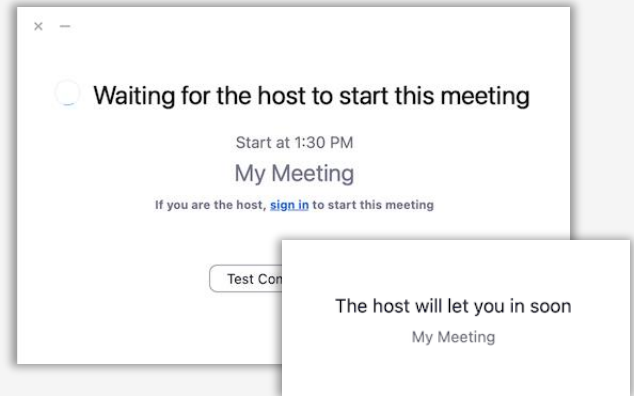 Waiting for the host to start this meeting
Start at 1:30 PM
My Meeting
If you are the host, sign in to start this meeting
Test
The host will let you in soon
My Meeting